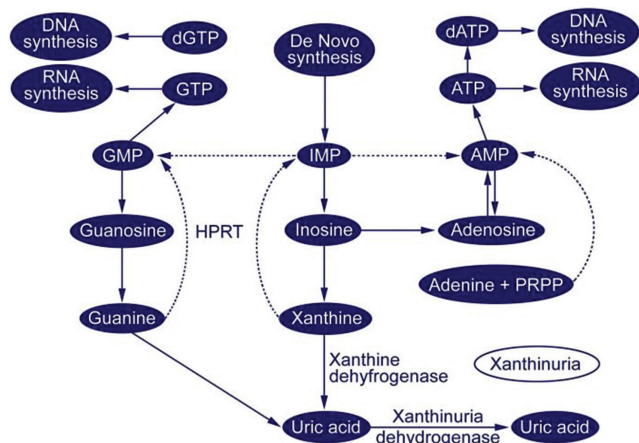 DNA
synthesis
dGTP
De Novo
synthesis
dATP
DNA
synthesis
RNA
synthesis
GTP
ATP
RNA
synthesis
GMP
IMP
AMP
Guanosine
HPRT
Inosine
Adenosine
Adenine + PRPP
Guanine
Xanthine
Xanthine
dehyfrogenase
Xanthinuria
Uric acid
Xanthinuria
dehydrogenase
Uric acid